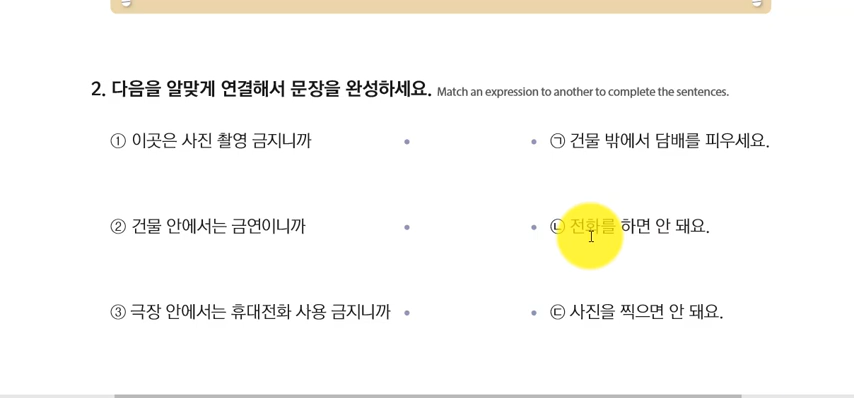 2. 다음을 알맞게 연결해서 문장을 완성하세요. Match an expression to another to complete the sentences.
① 이곳은 사진 촬영 금지니까 • • ㉠ 건물 밖에서 담배를 피우세요.
② 건물 안에서는 금연이니까 • • ㉡ 전화를 하면 안 돼요.
③ 극장 안에서는 휴대전화 사용 금지니까 • • ㉢ 사진을 찍으면 안 돼요.